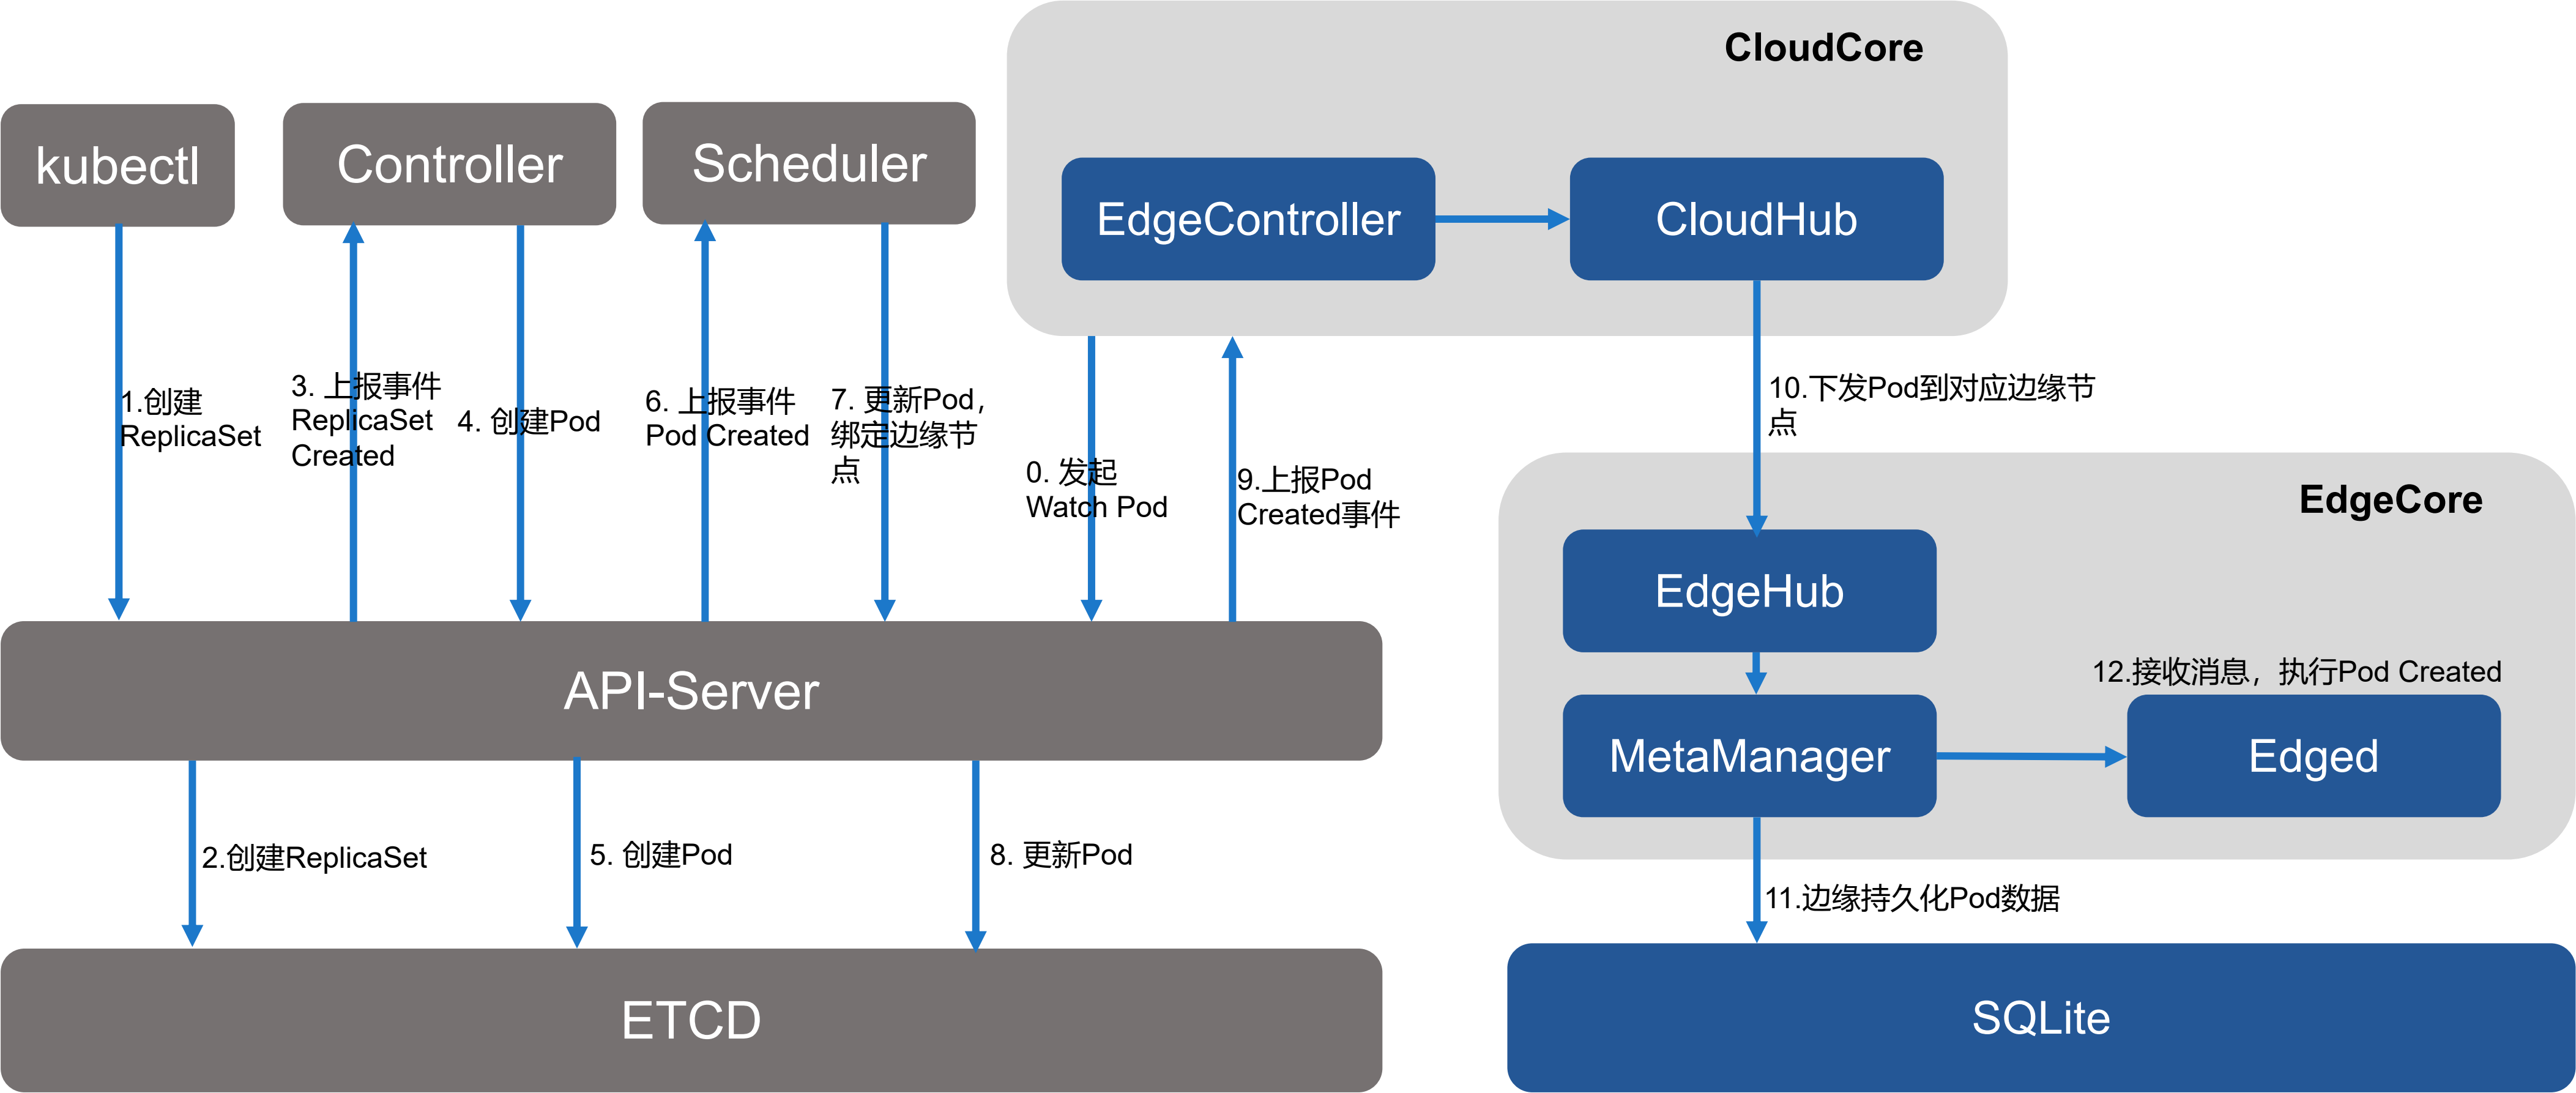 CloudCore
kubectl
Controller
Scheduler
EdgeController
CloudHub
1.创建
ReplicaSet
3. 上报事件
ReplicaSet
Created
4. 创建Pod
6. 上报事件
Pod Created
7. 更新Pod，
绑定边缘节
点
0. 发起
Watch Pod
9.上报Pod
Created事件
10.下发Pod到对应边缘节
点
EdgeCore
EdgeHub
API-Server
12.接收消息，执行Pod Created
MetaManager
Edged
2.创建ReplicaSet
5. 创建Pod
8. 更新Pod
11.边缘持久化Pod数据
ETCD
SQLite